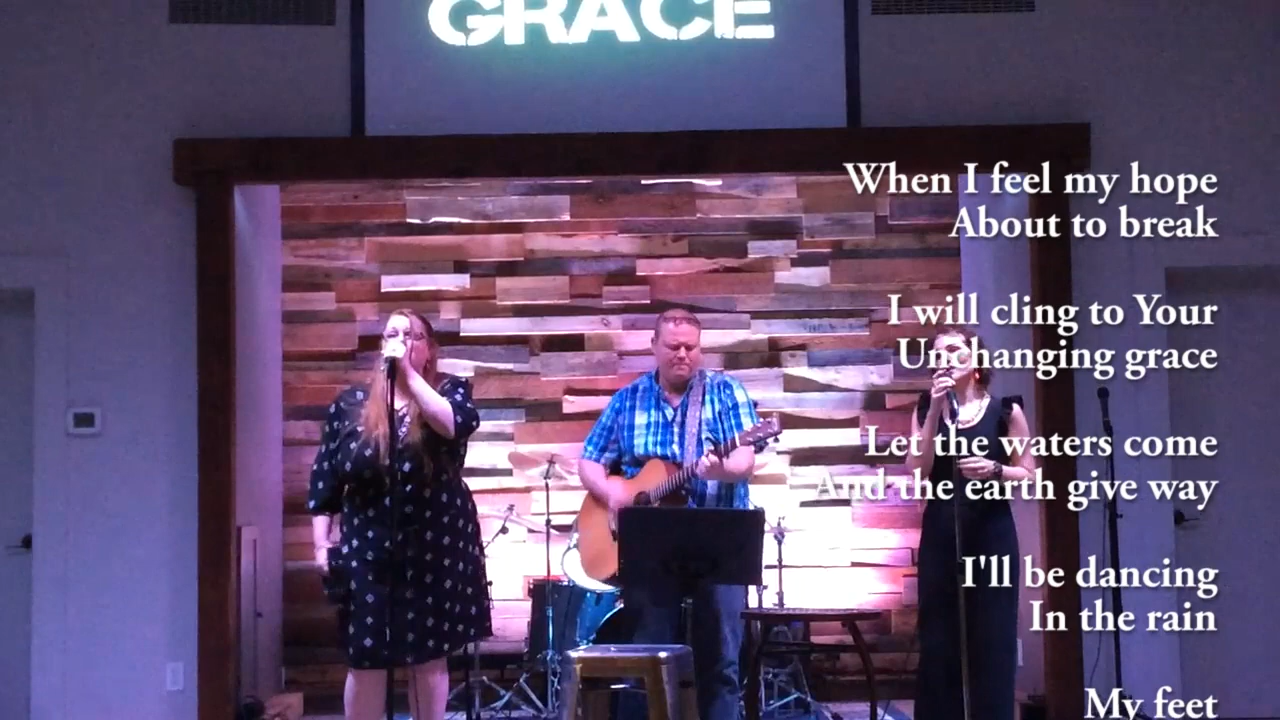 GRACE
When I feel my hope
About to break
I will cling to Your
Unchanging grace
Let the waters come
And the earth give way
I'll be dancing
In the rain
My feet